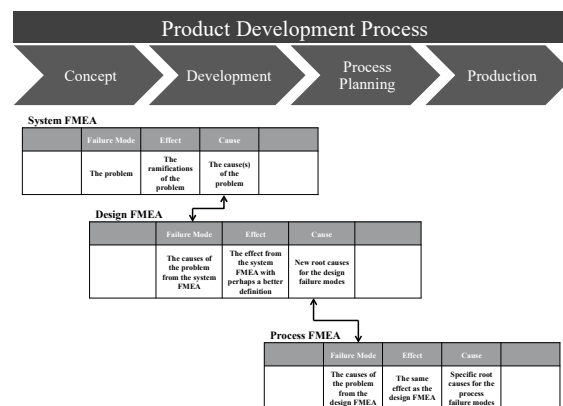 Product Development Process
Concept
Development
Process
Planning
Production
System FMEA
Failure Mode
Effect
Cause
The problem
The
ramifications
of the
problem
The cause(s)
of the
problem
Design FMEA
Failure Mode
Effect
Cause
The causes of
the problem
from the system
FMEA
The effect from
the system
FMEA with
perhaps a better
definition
New root causes
for the design
failure modes
Process FMEA
Failure Mode
Effect
Cause
The causes of
the problem
from the
design FMEA
The same
effect as the
design FMEA
Specific root
causes for the
process
failure modes